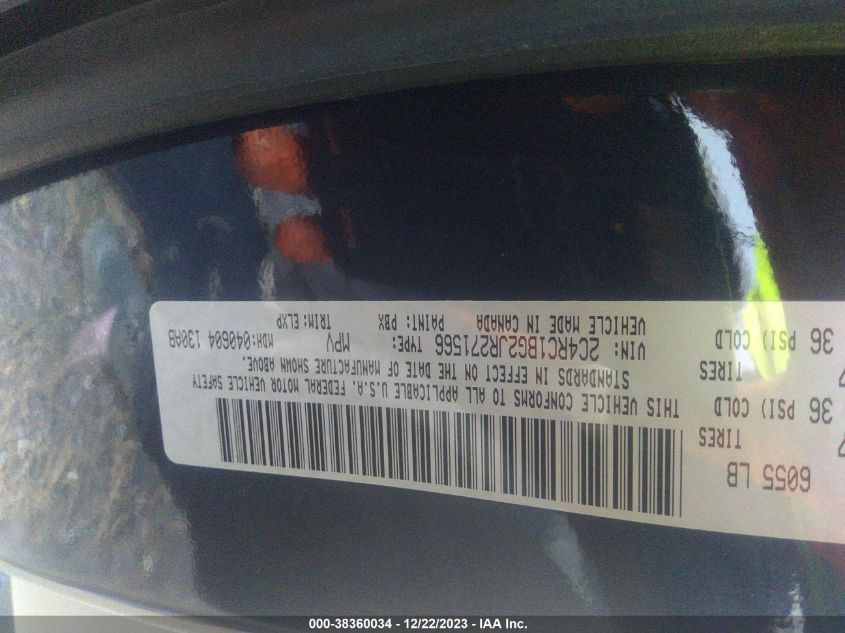 6055 LB
TIRES
36 PSI) COLD
TIRES
36 PSI) COLD
THIS VEHICLE CONFORMS TO ALL APPLICABLE U.S.A. FEDERAL MOTOR VEHICLE SAFETY
STANDARDS IN EFFECT ON THE DATE OF MANUFACTURE SHOWN ABOVE.
VIN: 2C4RC1BG2JR271566 TYPE: MPV MDH:040604 130AB
VEHICLE MADE IN CANADA PAINT: PBX TRIM: ELXP
000-38360034 - 12/22/2023 - IAA Inc.